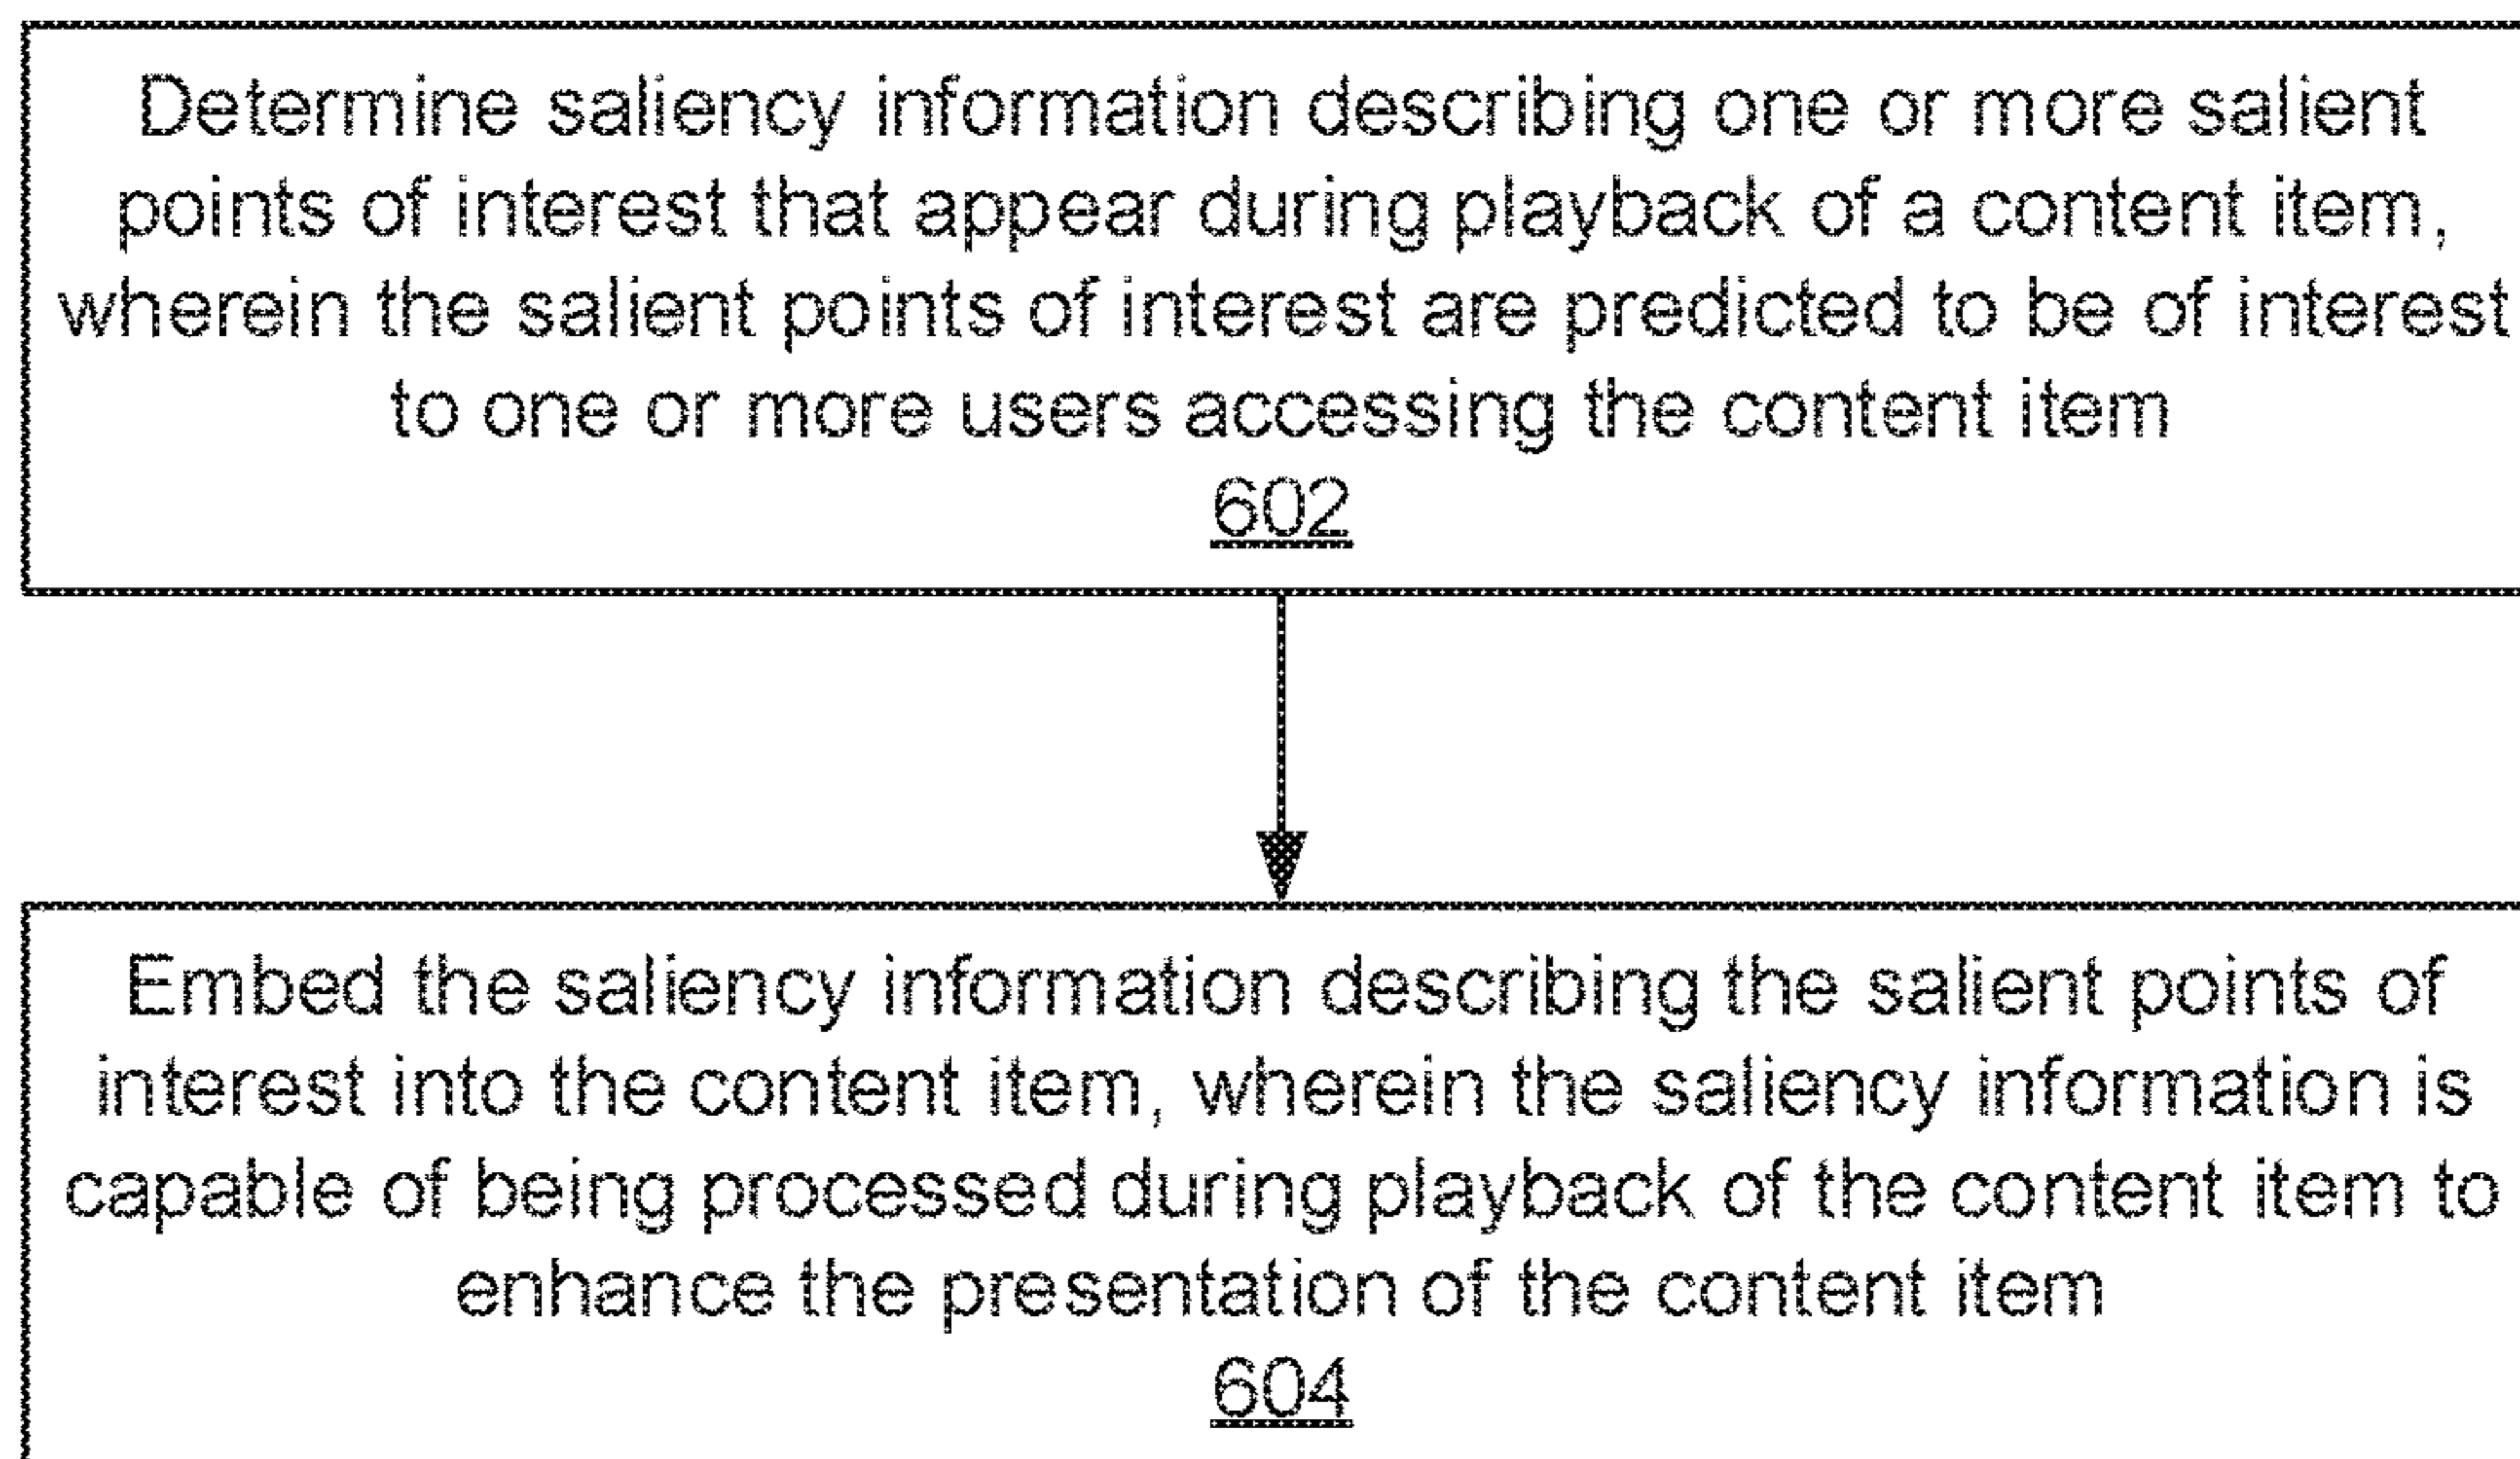 Determine saliency information describing one or more salient
points of interest that appear during playback of a content item,
wherein the salient points of interest are predicted to be of interest
to one or more users accessing the content item
602
Embed the saliency information describing the salient points of
interest into the content item, wherein the saliency information is
capable of being processed during playback of the content item to
enhance the presentation of the content item
604